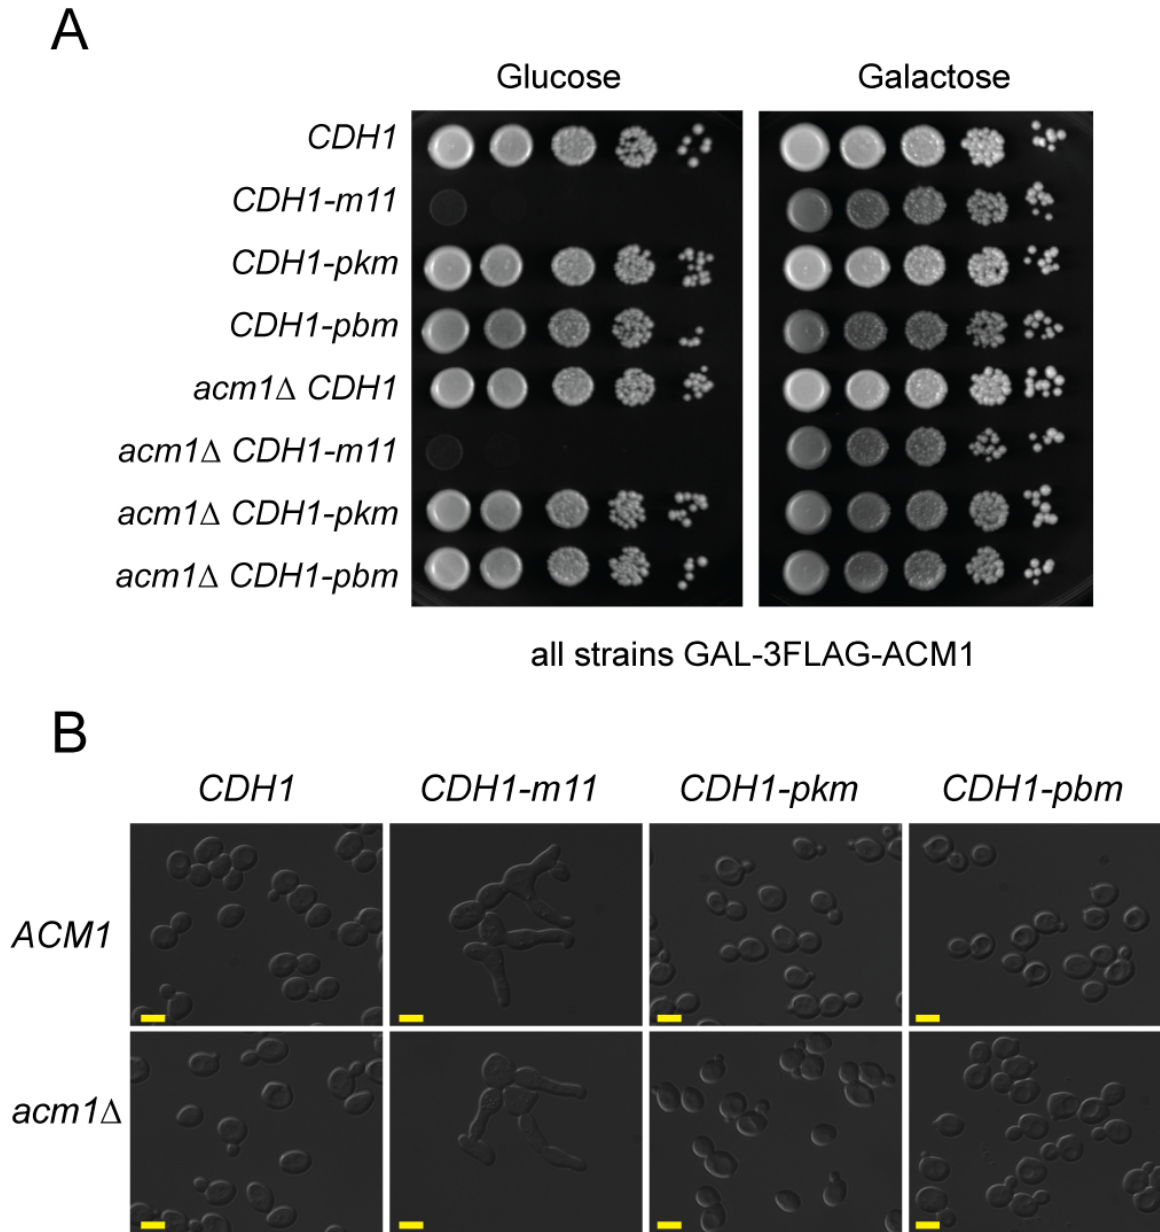 A
Glucose Galactose
CDH1
CDH1-m11
CDH1-pkm
CDH1-pbm
acm1Δ CDH1
acm1Δ CDH1-m11
acm1Δ CDH1-pkm
acm1Δ CDH1-pbm
all strains GAL-3FLAG-ACM1
B
CDH1 CDH1-m11 CDH1-pkm CDH1-pbm
ACM1
acm1Δ